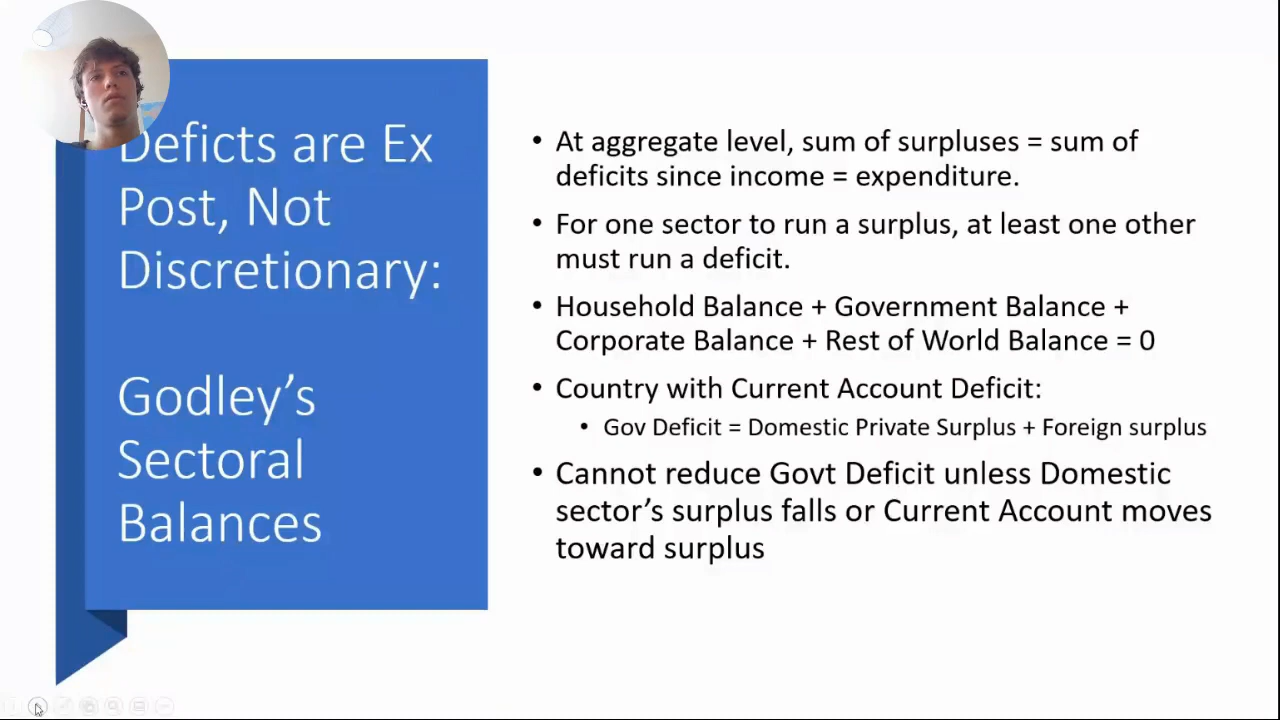 Deficts are Ex
Post, Not
Discretionary:
Godley's
Sectoral
Balances
• At aggregate level, sum of surpluses = sum of
deficits since income = expenditure.
• For one sector to run a surplus, at least one other
must run a deficit.
• Household Balance + Government Balance +
Corporate Balance + Rest of World Balance = 0
• Country with Current Account Deficit:
• Gov Deficit = Domestic Private Surplus + Foreign surplus
• Cannot reduce Govt Deficit unless Domestic
sector's surplus falls or Current Account moves
toward surplus